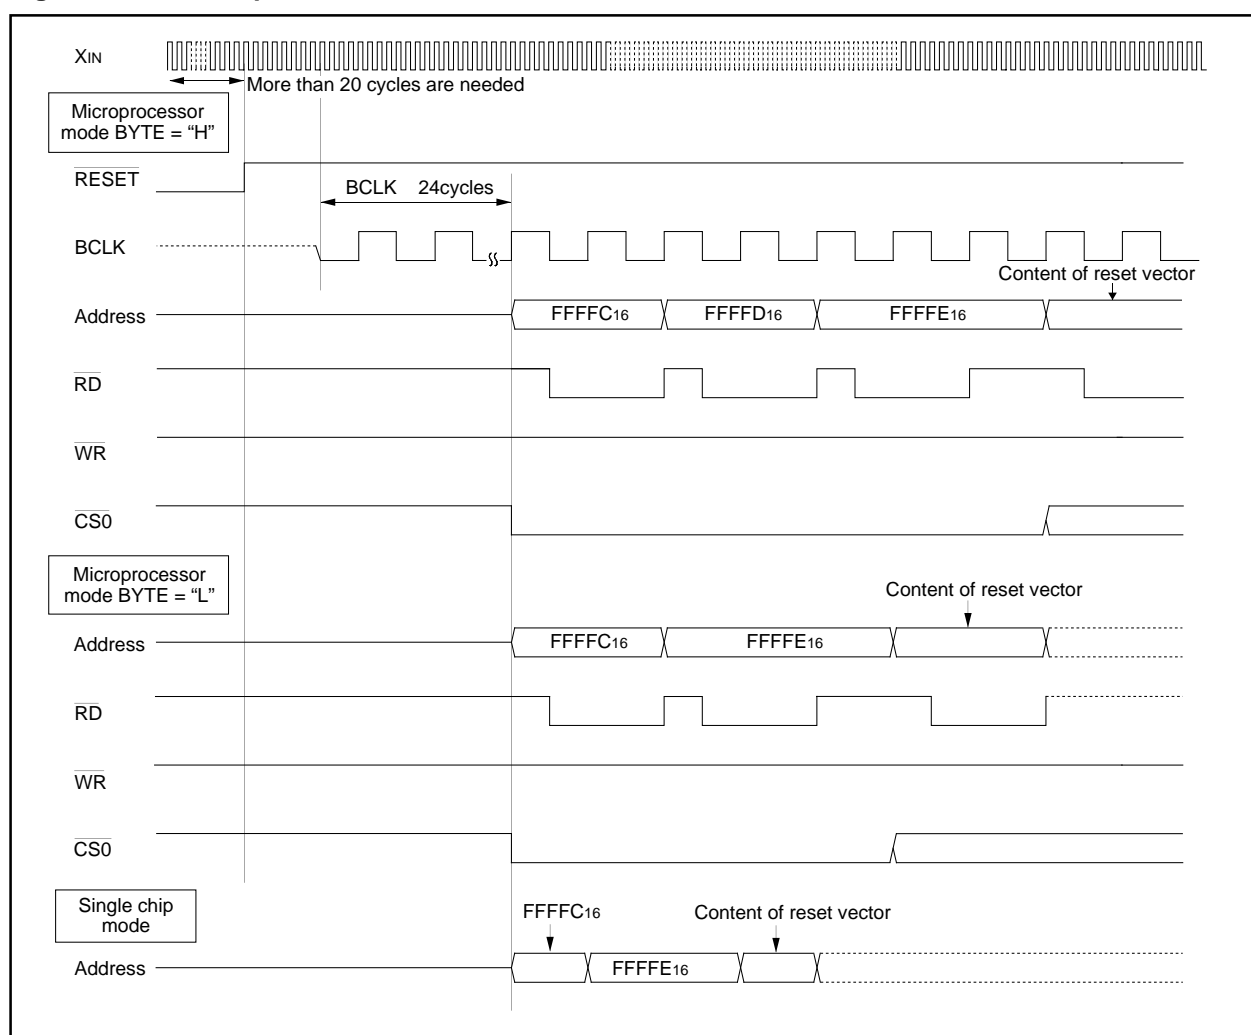 XIN
More than 20 cycles are needed
Microprocessor
mode BYTE = “H”
RESET
BCLK 24cycles
BCLK
Content of reset vector
Address
FFFFC16
FFFFD16
FFFFE16
RD
WR
CS0
Microprocessor
mode BYTE = “L”
Content of reset vector
Address
FFFFC16
FFFFE16
RD
WR
CS0
Single chip
mode
FFFFC16
Content of reset vector
Address
FFFFE16